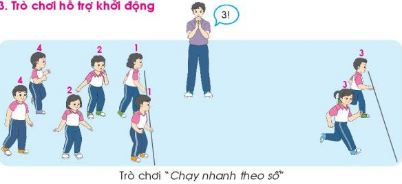 3. Trò chơi hỗ trợ khởi động
3!
4 2 1 3
4 2 1 3
Trò chơi "Chạy nhanh theo số"